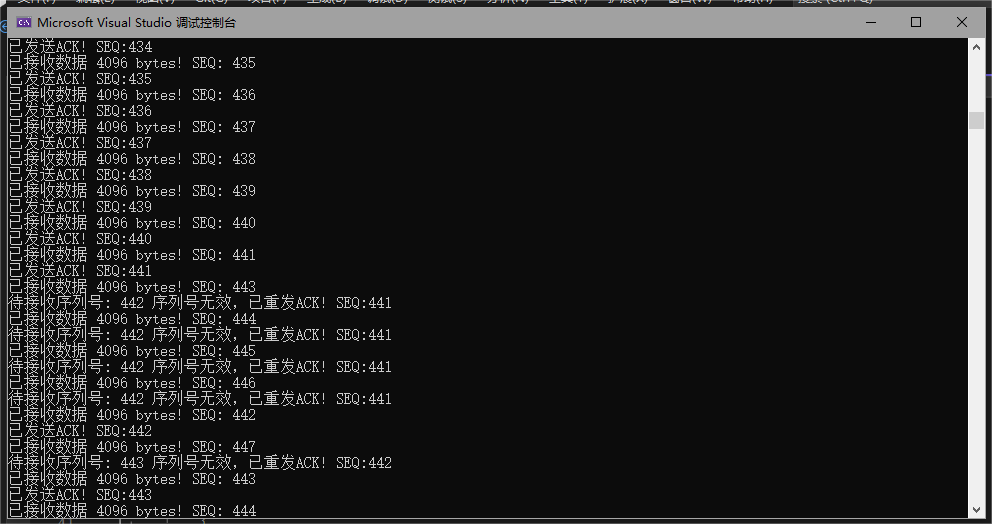 Microsoft Visual Studio 调试控制台
已发送ACK! SEQ:434
已接收数据 4096 bytes! SEQ: 435
已发送ACK! SEQ:435
已接收数据 4096 bytes! SEQ: 436
已发送ACK! SEQ:436
已接收数据 4096 bytes! SEQ: 437
已发送ACK! SEQ:437
已接收数据 4096 bytes! SEQ: 438
已发送ACK! SEQ:438
已接收数据 4096 bytes! SEQ: 439
已发送ACK! SEQ:439
已接收数据 4096 bytes! SEQ: 440
已发送ACK! SEQ:440
已接收数据 4096 bytes! SEQ: 441
已发送ACK! SEQ:441
已接收数据 4096 bytes! SEQ: 443
待接收序列号: 442 序列号无效, 已重发ACK! SEQ:441
已接收数据 4096 bytes! SEQ: 444
待接收序列号: 442 序列号无效, 已重发ACK! SEQ:441
已接收数据 4096 bytes! SEQ: 445
待接收序列号: 442 序列号无效, 已重发ACK! SEQ:441
已接收数据 4096 bytes! SEQ: 446
待接收序列号: 442 序列号无效, 已重发ACK! SEQ:441
已接收数据 4096 bytes! SEQ: 442
已发送ACK! SEQ:442
已接收数据 4096 bytes! SEQ: 447
待接收序列号: 443 序列号无效, 已重发ACK! SEQ:442
已接收数据 4096 bytes! SEQ: 443
已发送ACK! SEQ:443
已接收数据 4096 bytes! SEQ: 444